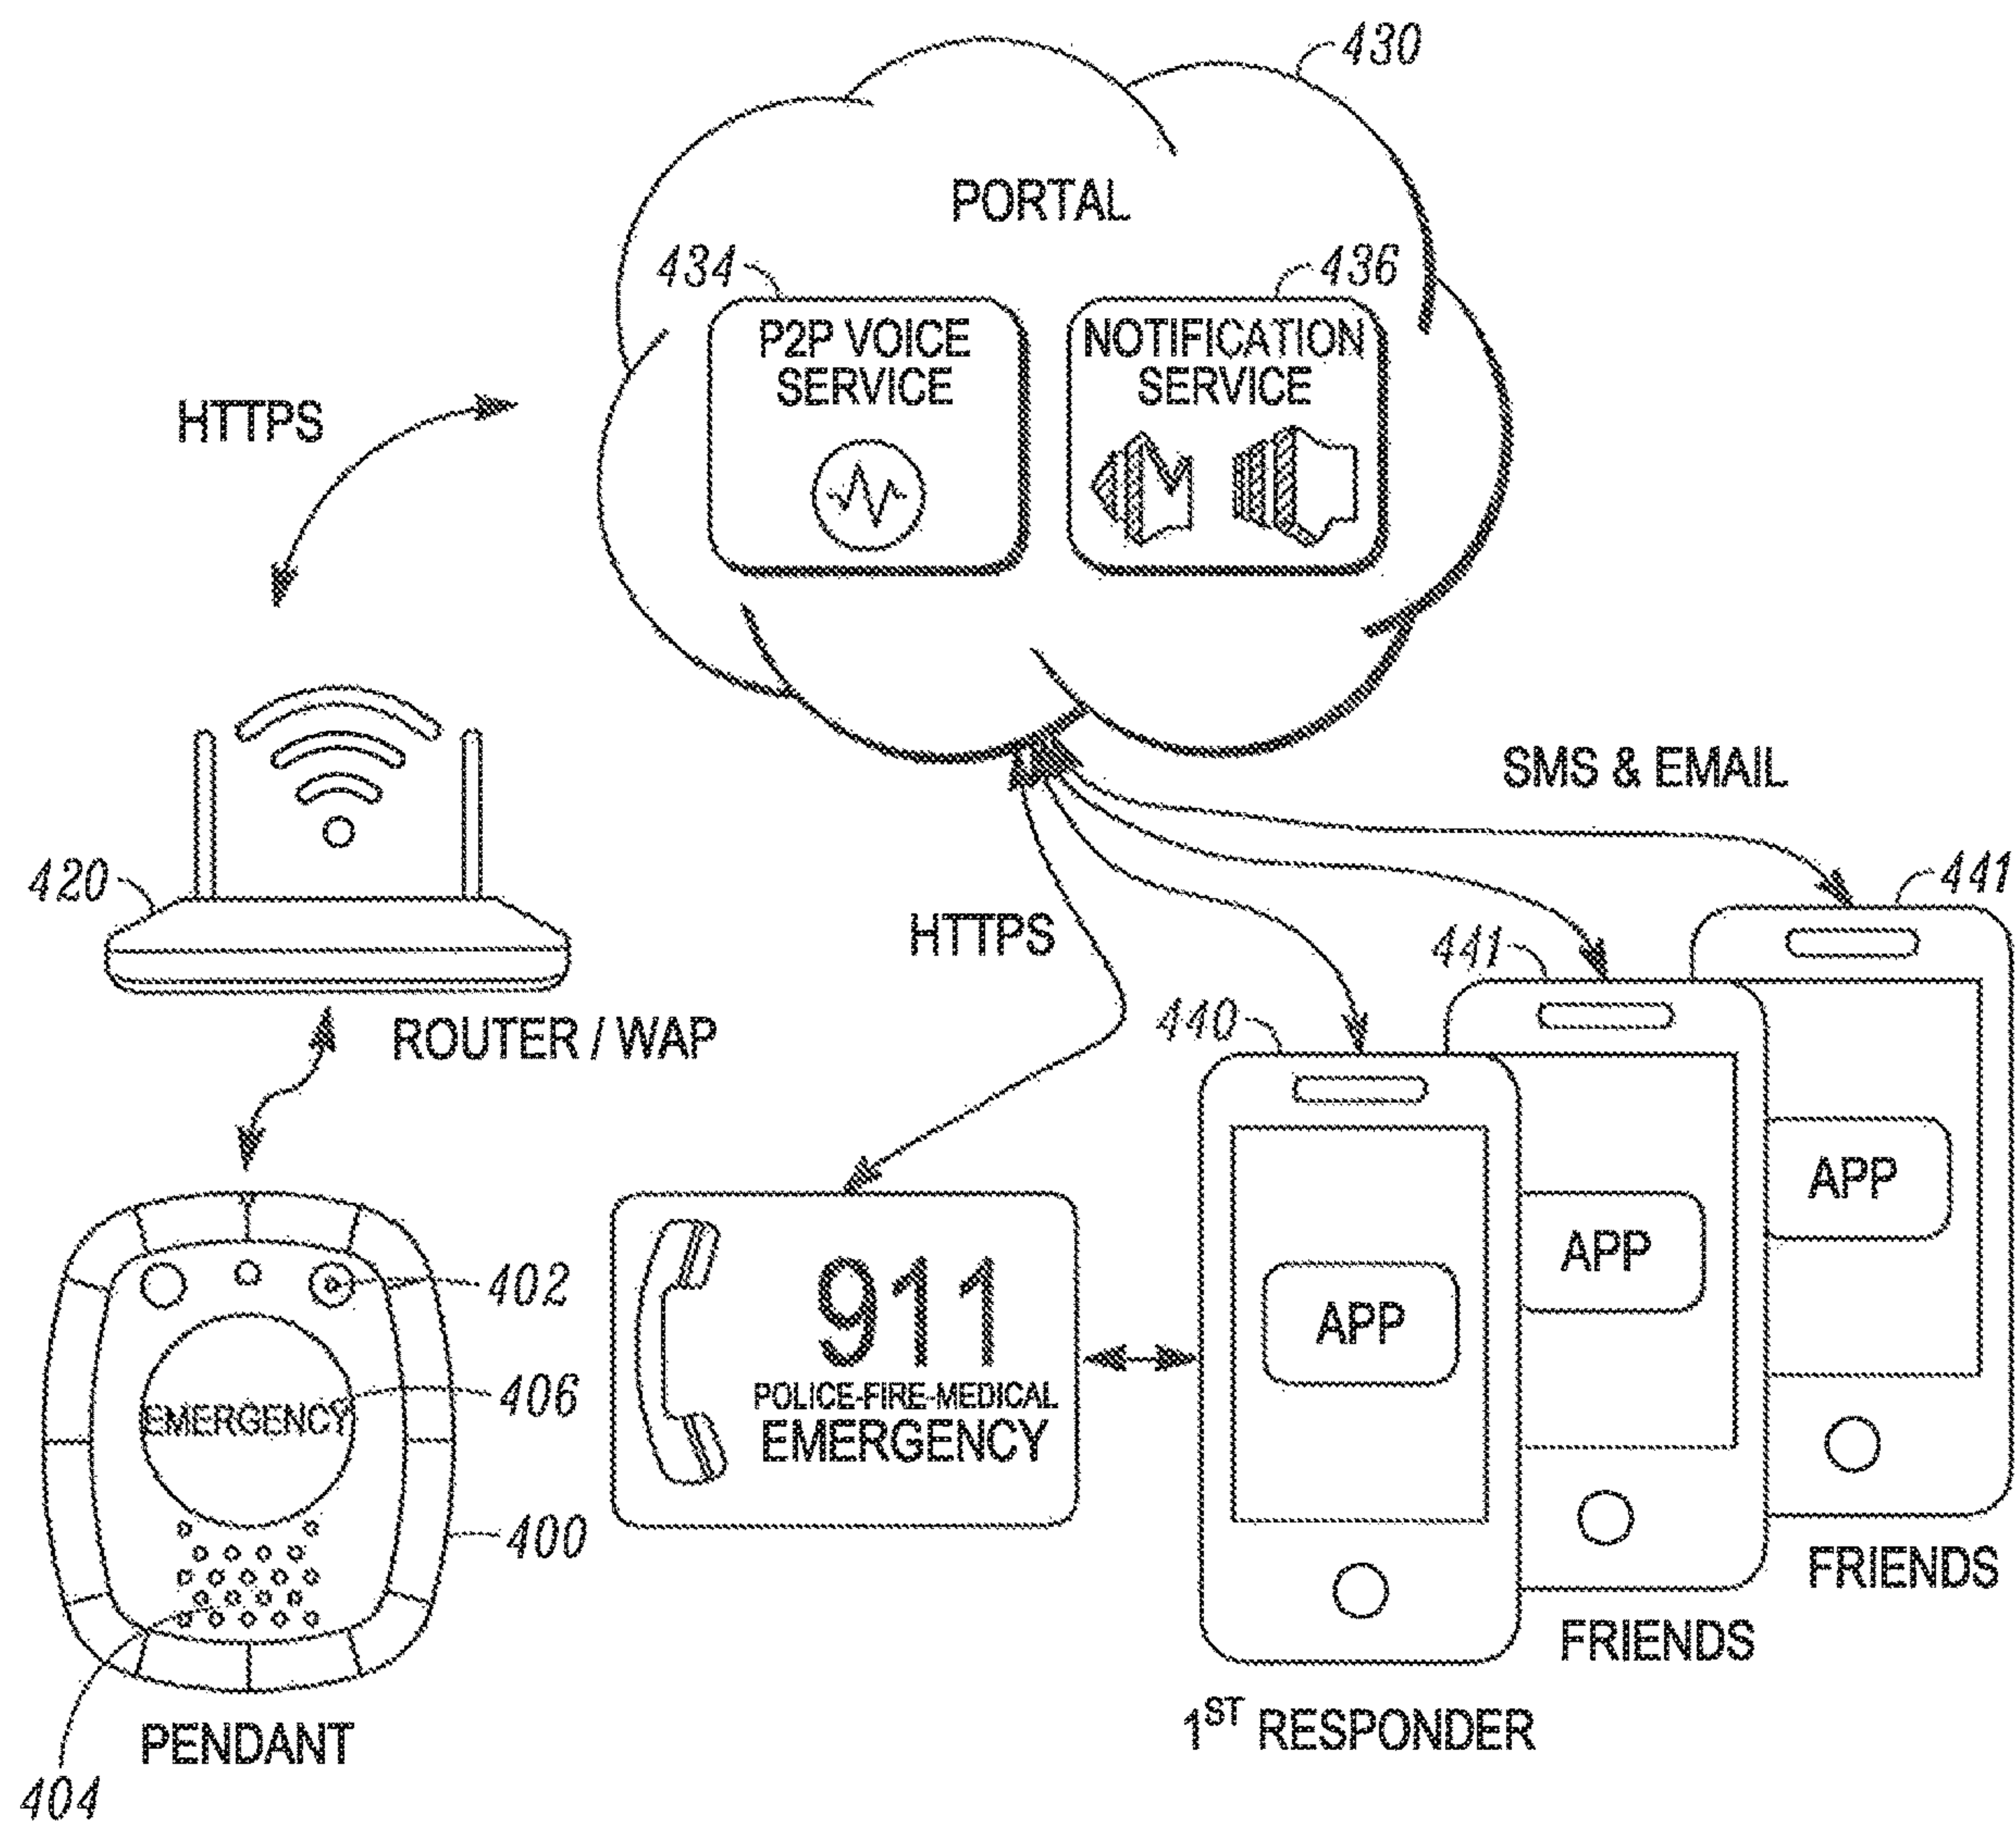 430
PORTAL
434
436
P2P VOICE
SERVICE
NOTIFICATION
SERVICE
HTTPS
SMS & EMAIL
420
HTTPS
441
441
440
ROUTER / WAP
APP
APP
APP
402
911
406
POLICE-FIRE-MEDICAL
EMERGENCY
EMERGENCY
400
FRIENDS
FRIENDS
1ST RESPONDER
PENDANT
404